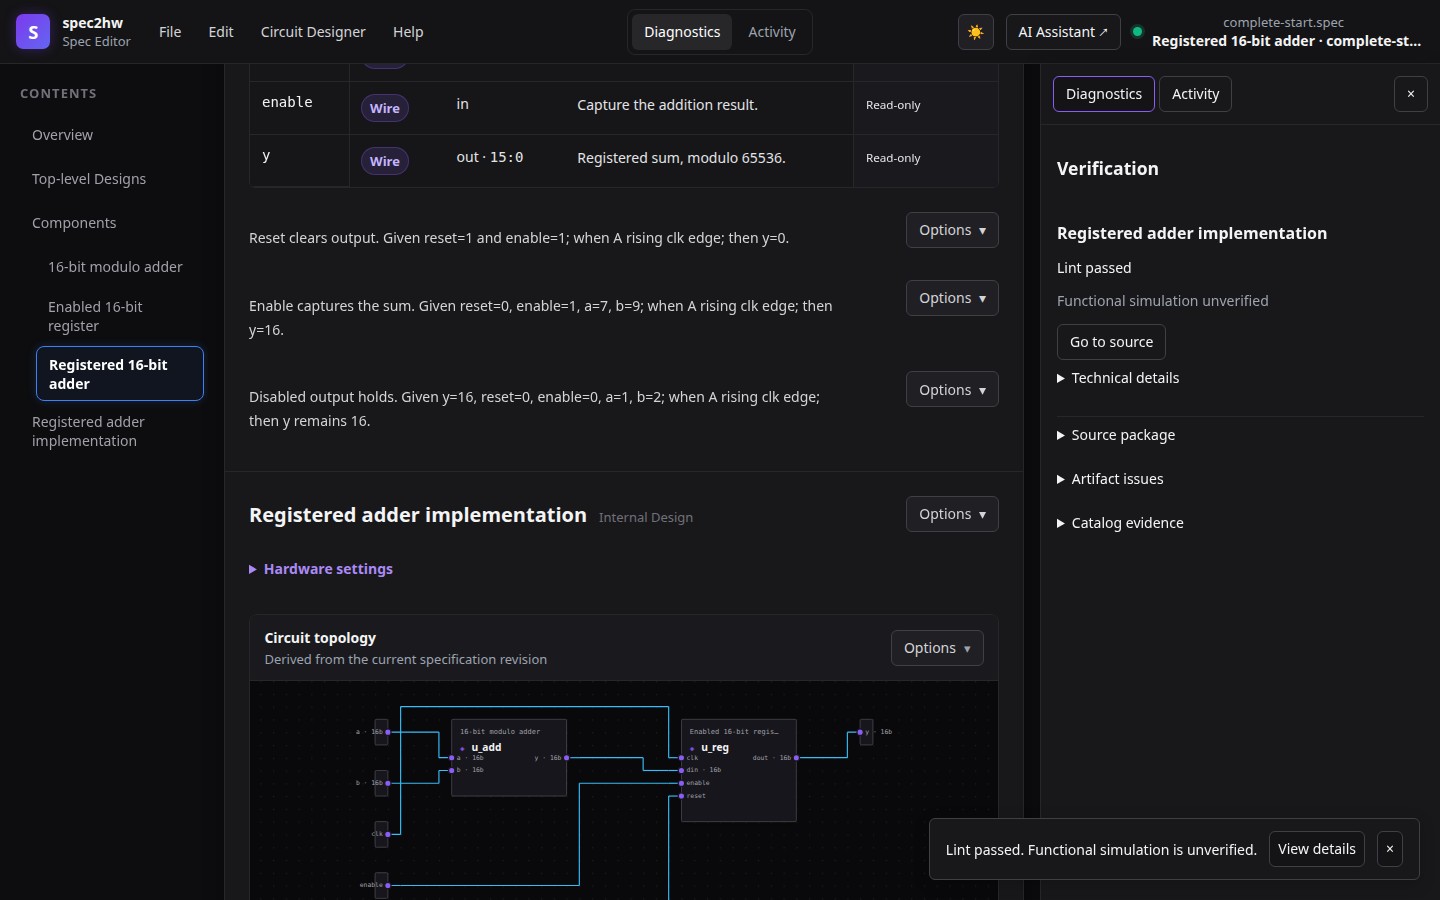 S
spec2hw
Spec Editor
File
Edit
Circuit Designer
Help
Diagnostics
Activity
AI Assistant ↗
complete-start.spec
Registered 16-bit adder · complete-st...
CONTENTS
Overview
Top-level Designs
Components
16-bit modulo adder
Enabled 16-bit
register
Registered 16-bit
adder
Registered adder
implementation
enable
Wire
in
Capture the addition result.
Read-only
y
Wire
out · 15:0
Registered sum, modulo 65536.
Read-only
Reset clears output. Given reset=1 and enable=1; when A rising clk edge; then y=0.
Options ▾
Enable captures the sum. Given reset=0, enable=1, a=7, b=9; when A rising clk edge; then
y=16.
Options ▾
Disabled output holds. Given y=16, reset=0, enable=0, a=1, b=2; when A rising clk edge;
then y remains 16.
Options ▾
Registered adder implementation
Internal Design
Options ▾
▶ Hardware settings
Circuit topology
Derived from the current specification revision
Options ▾
a · 16b
b · 16b
clk
enable
16-bit modulo adder
u_add
a · 16b
b · 16b
y · 16b
Enabled 16-bit regis…
u_reg
clk
din · 16b
enable
reset
dout · 16b
y · 16b
Diagnostics
Activity
×
Verification
Registered adder implementation
Lint passed
Functional simulation unverified
Go to source
▶ Technical details
▶ Source package
▶ Artifact issues
▶ Catalog evidence
Lint passed. Functional simulation is unverified.
View details
×